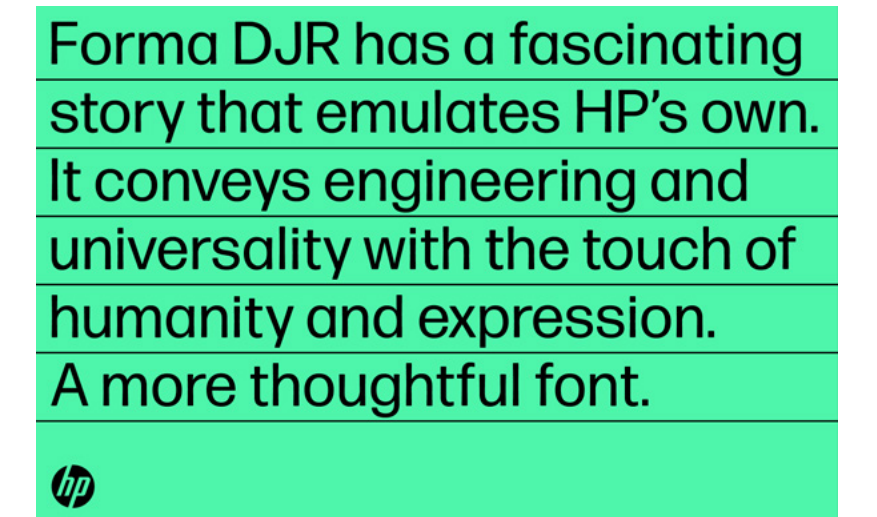 Forma DJR has a fascinating
story that emulates HP’s own.
It conveys engineering and
universality with the touch of
humanity and expression.
A more thoughtful font.
hp